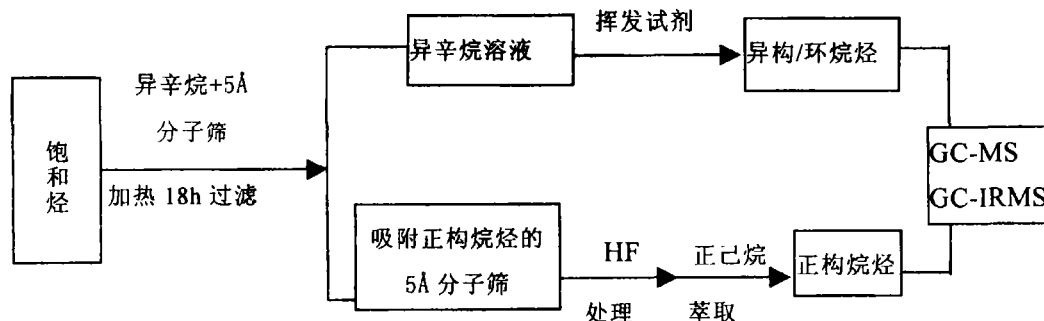 饱和烃
异辛烷+5Å
分子筛
加热 18h 过滤
异辛烷溶液
挥发试剂
异构/环烷烃
吸附正构烷烃的
5Å 分子筛
HF
处理
正己烷
萃取
正构烷烃
GC-MS
GC-IRMS